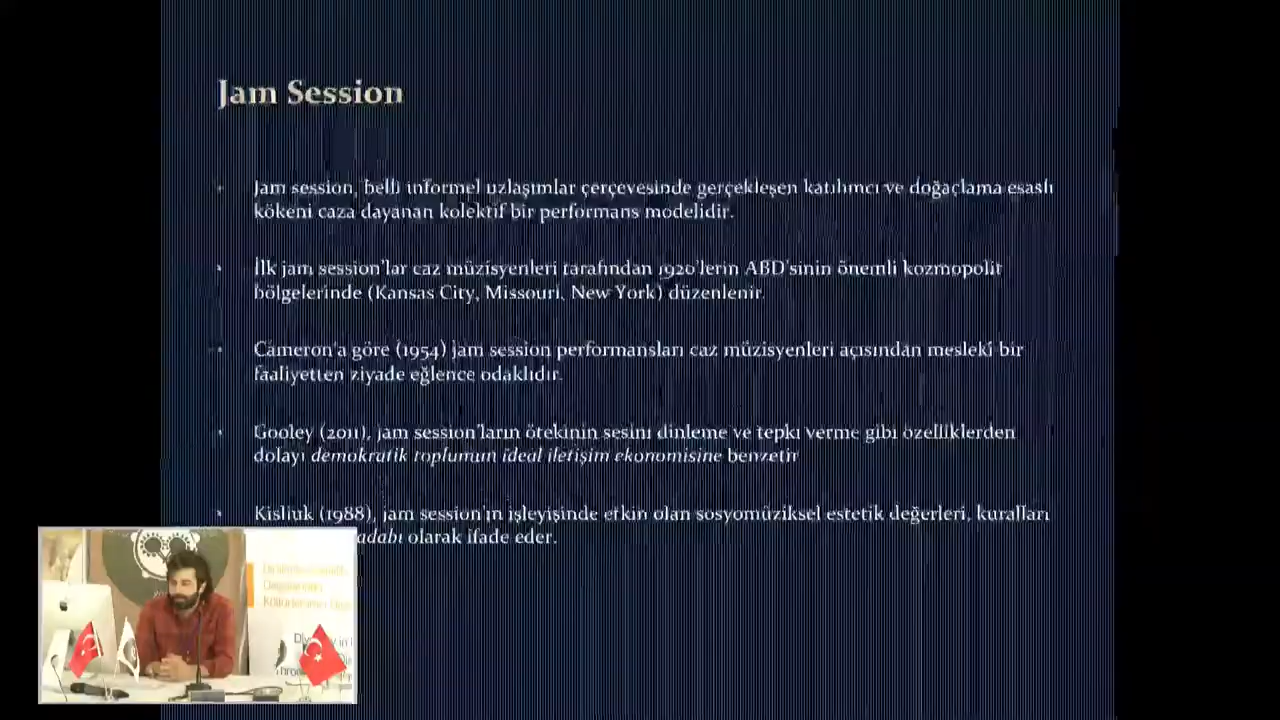 Jam Session
Jam session, belli informel uzlaşımlar çerçevesinde gerçekleşen katılımcı ve doğaçlama esaslı
kökeni caza dayanan kolektif bir performans modelidir.
İlk jam session'lar caz müzisyenleri tarafından 1920'lerin ABD'sinin önemli kozmopolit
bölgelerinde (Kansas City, Missouri, New York) düzenlenir.
Cameron'a göre (1954) jam session performansları caz müzisyenleri açısından mesleki bir
faaliyetten ziyade eğlence odaklıdır.
Gooley (2011), jam session'ların ötekinin sesini dinleme ve tepki verme gibi özelliklerden
dolayı demokratik toplumun ideal iletişim ekonomisine benzetir
Kisliuk (1988), jam session'ın işleyişinde etkin olan sosyomüziksel estetik değerleri, kuralları
adabı olarak ifade eder.